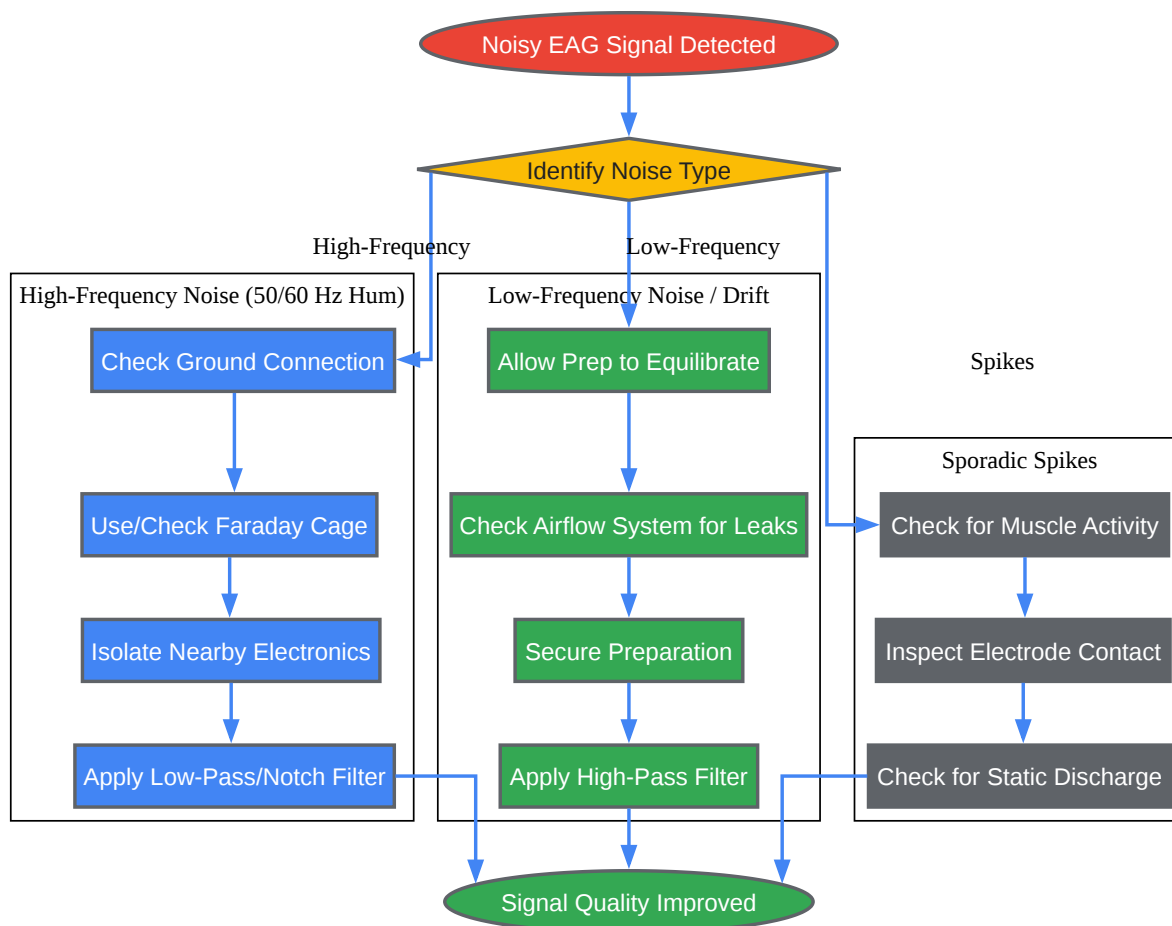 Noisy EAG Signal Detected
Identify Noise Type
High-Frequency
Low-Frequency
Spikes
High-Frequency Noise (50/60 Hz Hum)
Check Ground Connection
Use/Check Faraday Cage
Isolate Nearby Electronics
Apply Low-Pass/Notch Filter
Low-Frequency Noise / Drift
Allow Prep to Equilibrate
Check Airflow System for Leaks
Secure Preparation
Apply High-Pass Filter
Sporadic Spikes
Check for Muscle Activity
Inspect Electrode Contact
Check for Static Discharge
Signal Quality Improved